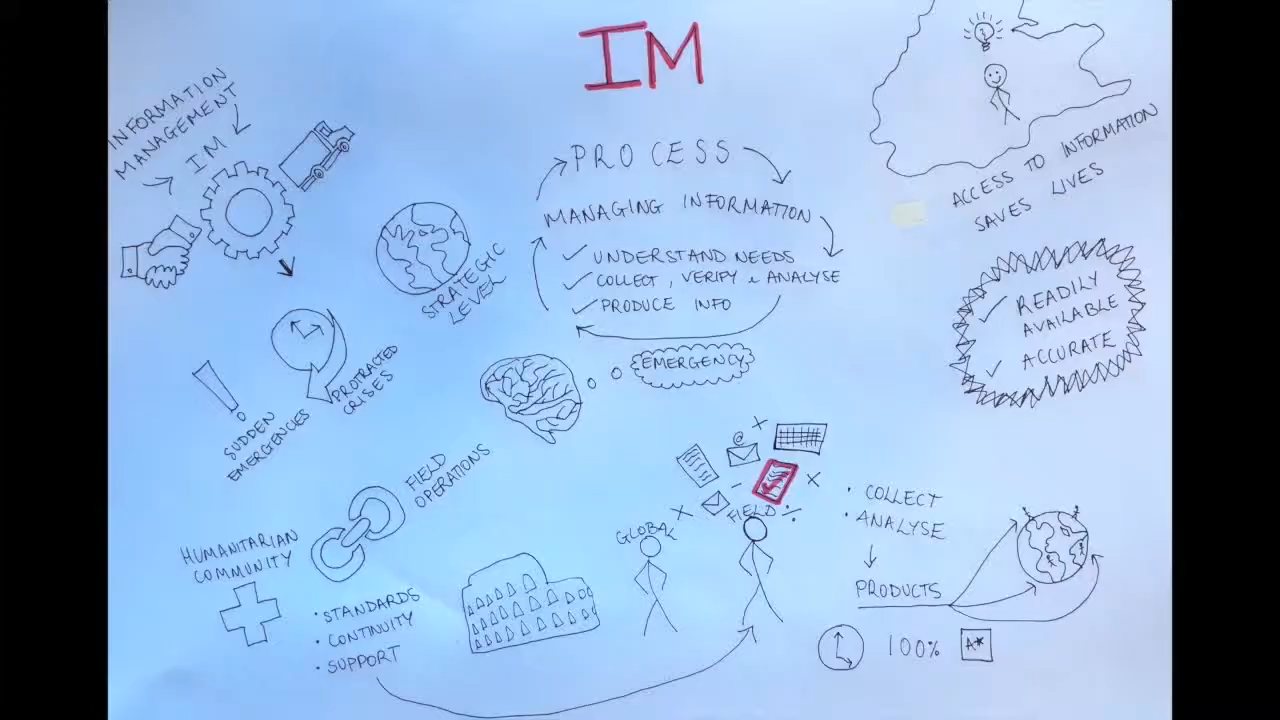 IM
INFORMATION
MANAGEMENT
IM
PROCESS
MANAGING INFORMATION
✓ UNDERSTAND NEEDS
✓ COLLECT, VERIFY & ANALYSE
✓ PRODUCE INFO
EMERGENCY
ACCESS TO INFORMATION
SAVES LIVES
✓ READILY
AVAILABLE
✓ ACCURATE
STRATEGIC
LEVEL
!
SUDDEN
EMERGENCIES
PROTRACTED
CRISES
FIELD
OPERATIONS
HUMANITARIAN
COMMUNITY
• STANDARDS
• CONTINUITY
• SUPPORT
GLOBAL
@
FIELD
• COLLECT
• ANALYSE
PRODUCTS
100% A*